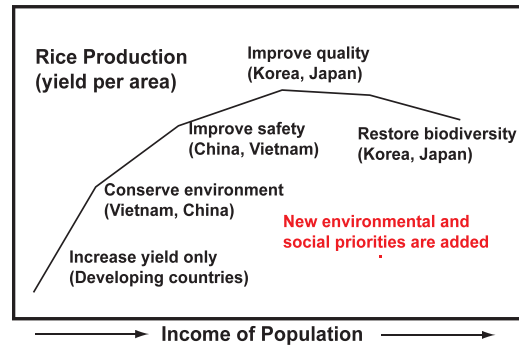 Rice Production
(yield per area)
Improve quality
(Korea, Japan)
Improve safety
(China, Vietnam)
Restore biodiversity
(Korea, Japan)
Conserve environment
(Vietnam, China)
New environmental and
social priorities are added
Increase yield only
(Developing countries)
Income of Population